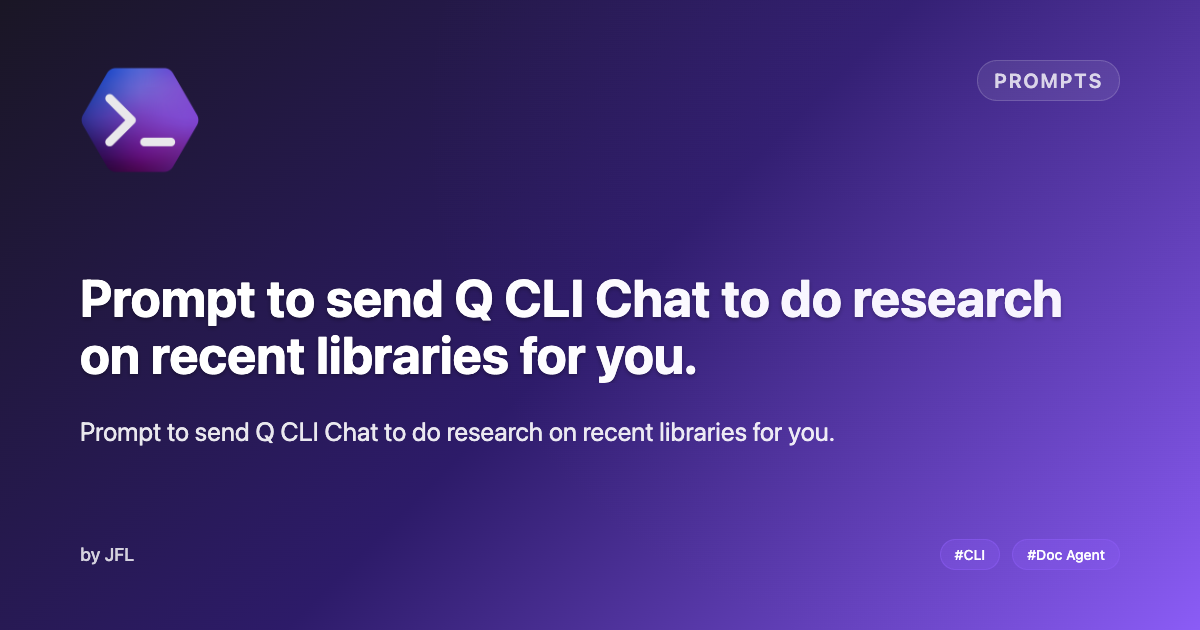 PROMPTS
Prompt to send Q CLI Chat to do research
on recent libraries for you.
Prompt to send Q CLI Chat to do research on recent libraries for you.
by JFL
#CLI
#Doc Agent